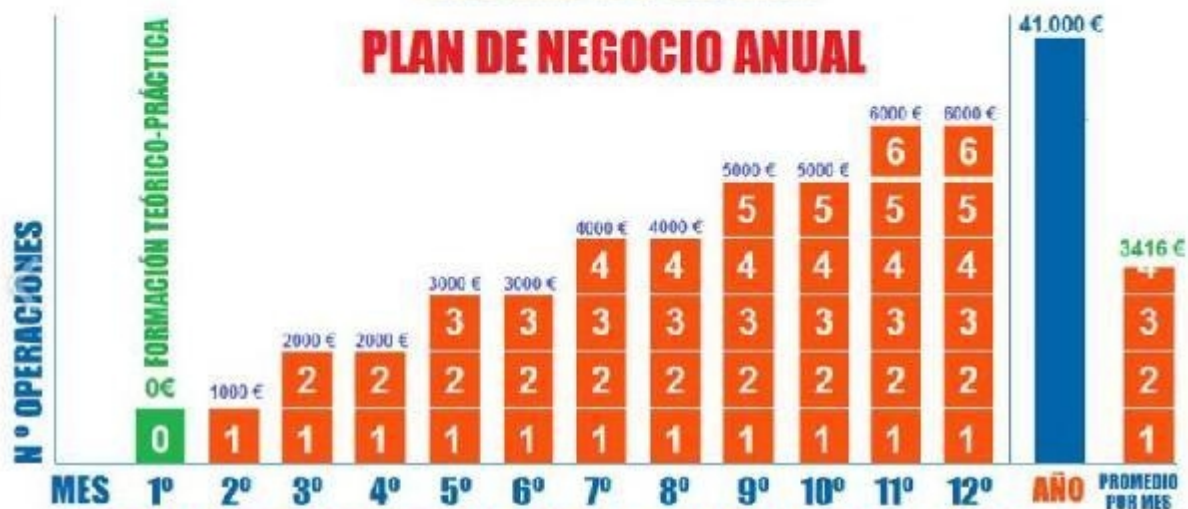 PLAN DE NEGOCIO ANUAL
41.000 €
FORMACIÓN TEÓRICO-PRÁCTICA
Nº OPERACIONES
0€ 1000 € 2000 € 2000 € 3000 € 3000 € 4000 € 4000 € 5000 € 5000 € 6000 € 6000 € 3416 €
6 6
5 5 5 5
4 4 4 4 4 4 4
3 3 3 3 3 3 3 3 3
2 2 2 2 2 2 2 2 2 2 2
0 1 1 1 1 1 1 1 1 1 1 1 1
MES 1º 2º 3º 4º 5º 6º 7º 8º 9º 10º 11º 12º AÑO PROMEDIO
POR MES